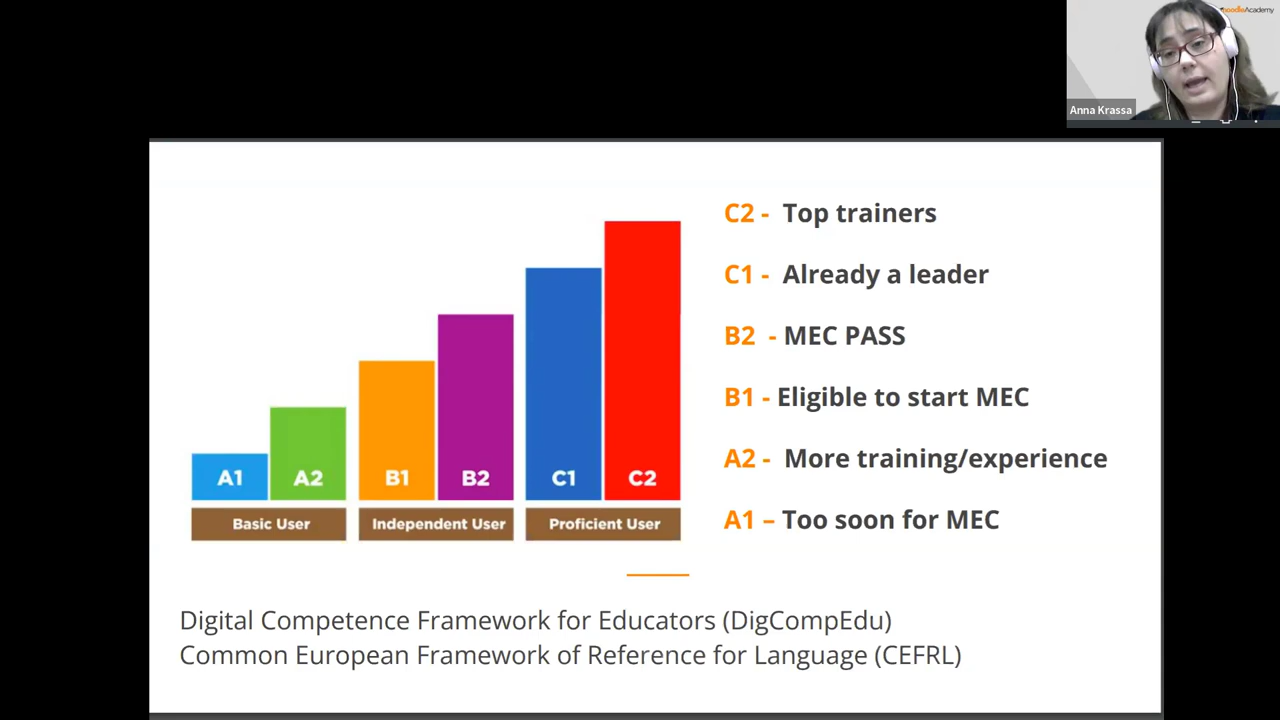 moodleAcademy
Anna Krassa
C2 - Top trainers
C1 - Already a leader
B2 - MEC PASS
B1 - Eligible to start MEC
A2 - More training/experience
A1 – Too soon for MEC
A1 A2 B1 B2 C1 C2
Basic User Independent User Proficient User
Digital Competence Framework for Educators (DigCompEdu)
Common European Framework of Reference for Language (CEFRL)